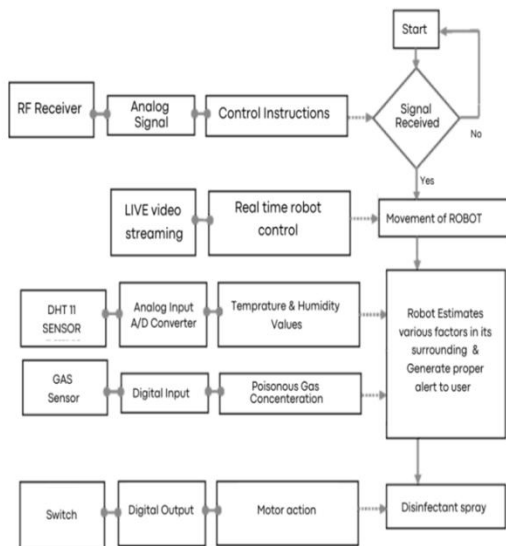 Start
RF Receiver
Analog
Signal
Control Instructions
Signal
Received
No
Yes
LIVE video
streaming
Real time robot
control
Movement of ROBOT
DHT 11
SENSOR
Analog Input
A/D Converter
Temprature & Humidity
Values
Robot Estimates
various factors in its
surrounding &
Generate proper
alert to user
GAS
Sensor
Digital Input
Poisonous Gas
Concenteration
Switch
Digital Output
Motor action
Disinfectant spray